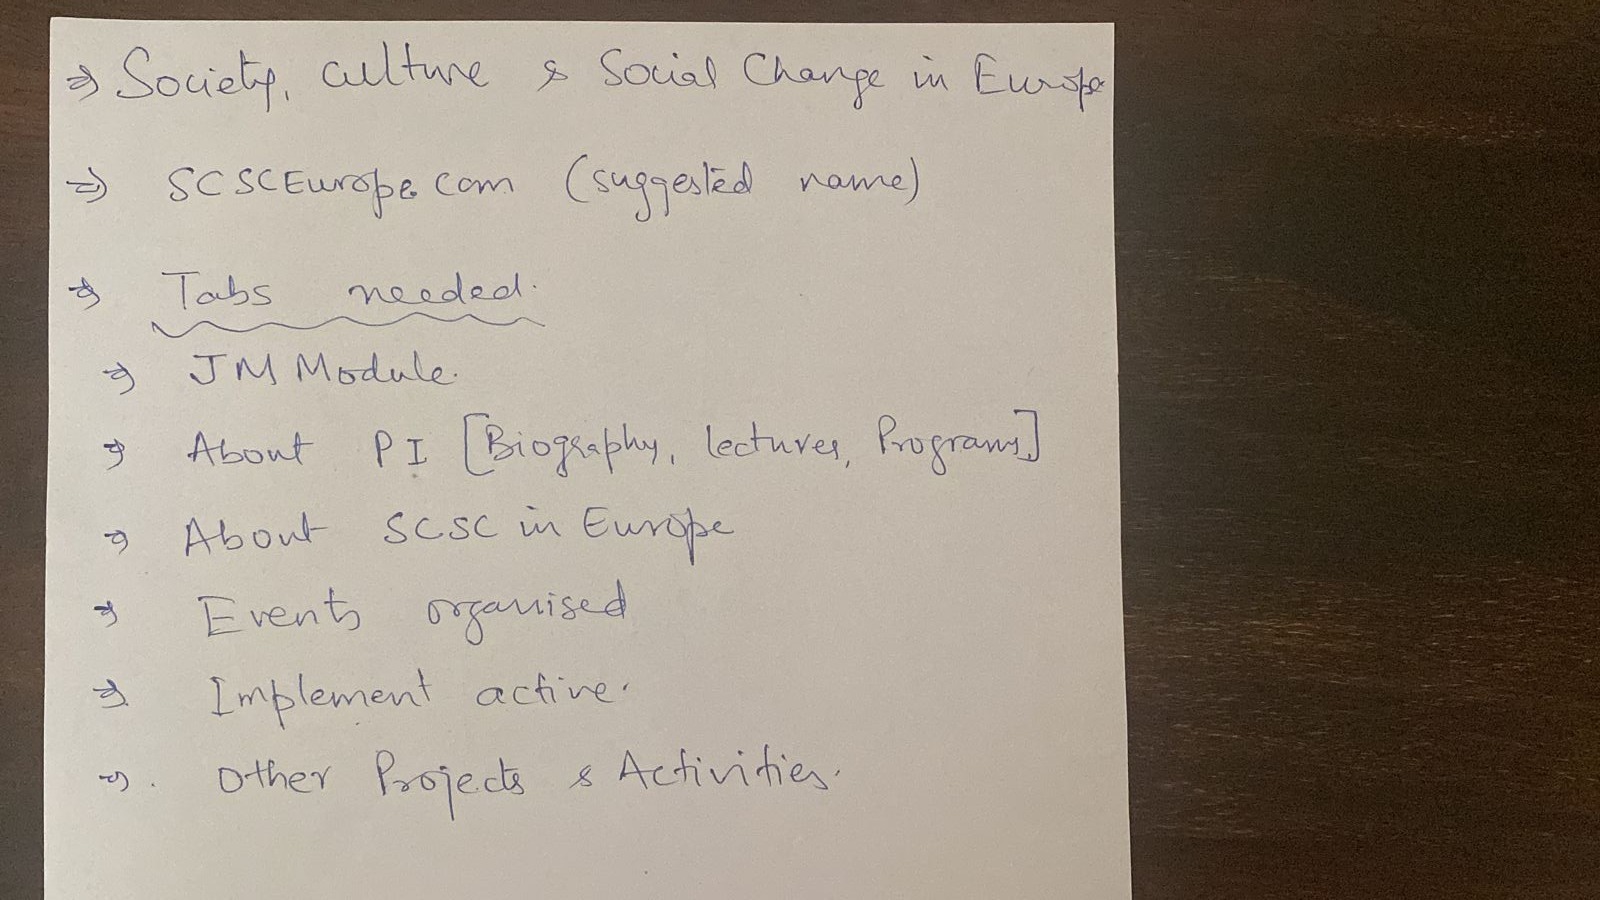 ⇒ Society, culture & Social Change in Europe
⇒ SCSCEurope.com (suggested name)
⇒ Tabs needed.
⇒ JM Module.
⇒ About PI [Biography, lectures, Programs]
⇒ About SCSC in Europe
⇒ Events organised
⇒ Implement active.
⇒ Other Projects & Activities.